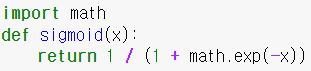 import math
def sigmoid(x):
    return 1 / (1 + math.exp(-x))